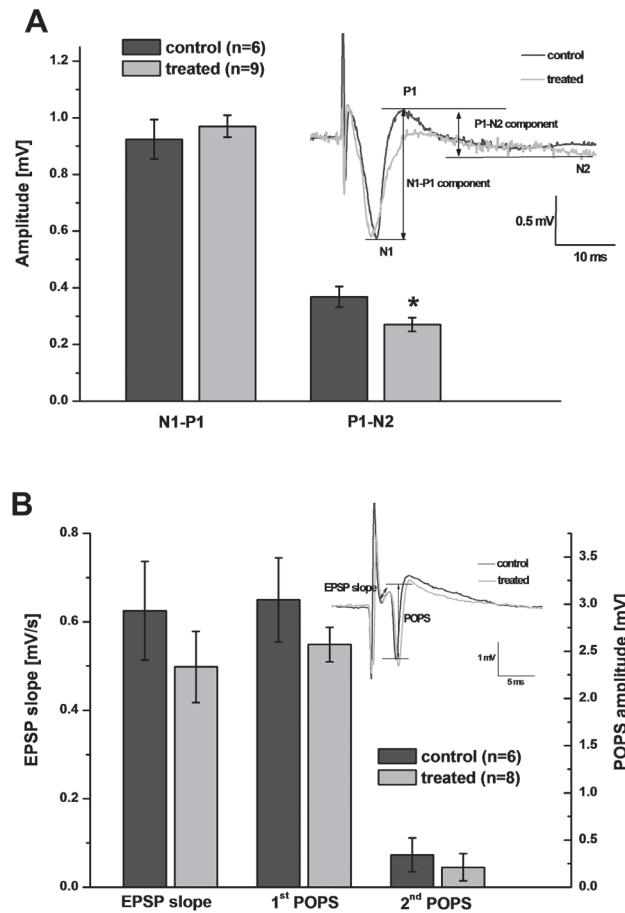 A
control (n=6)
treated (n=9)
Amplitude [mV]
1.0
0.8
0.6
0.4
0.2
0.0
N1-P1
P1-N2
*
control
treated
P1
P1-N2 component
N2
N1-P1 component
N1
0.5 mV
10 ms
B
EPSP slope [mV/s]
0.8
0.6
0.4
0.2
0.0
EPSP slope
1st POPS
2nd POPS
control
treated
EPSP slope
POPS
1 mV
5 ms
control (n=6)
treated (n=8)
3.5
3.0
2.5
2.0
1.5
1.0
0.5
0.0
POPS amplitude [mV]